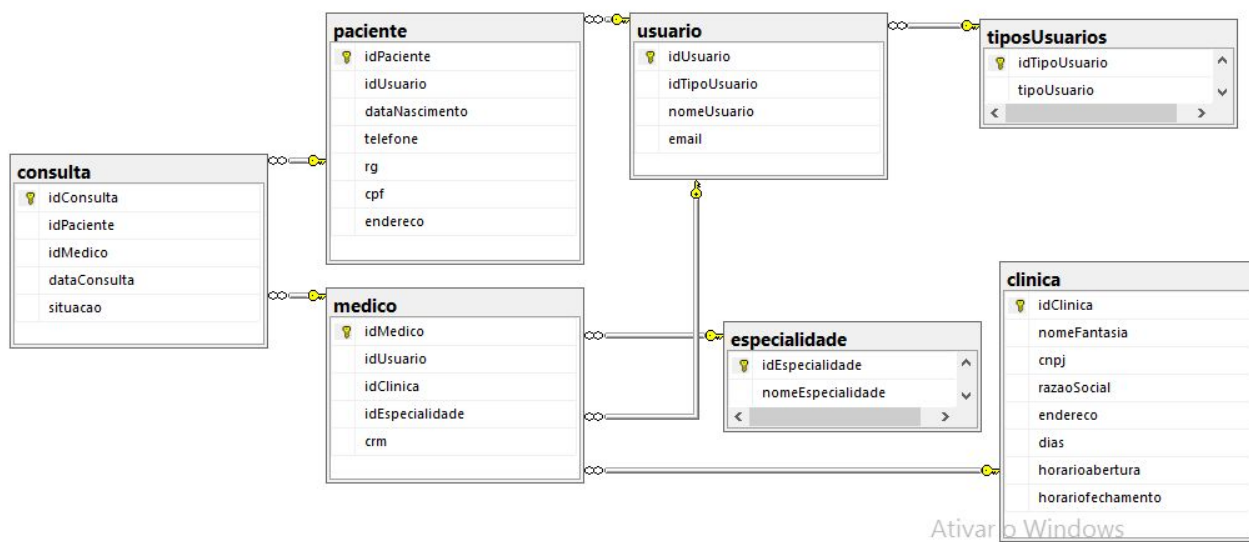 paciente
idPaciente
idUsuario
dataNascimento
telefone
rg
cpf
endereco
usuario
idUsuario
idTipoUsuario
nomeUsuario
email
tiposUsuarios
idTipoUsuario
tipoUsuario
consulta
idConsulta
idPaciente
idMedico
dataConsulta
situacao
medico
idMedico
idUsuario
idClinica
idEspecialidade
crm
especialidade
idEspecialidade
nomeEspecialidade
clinica
idClinica
nomeFantasia
cnpj
razaoSocial
endereco
dias
horarioabertura
horariofechamento
Ativar o Windows